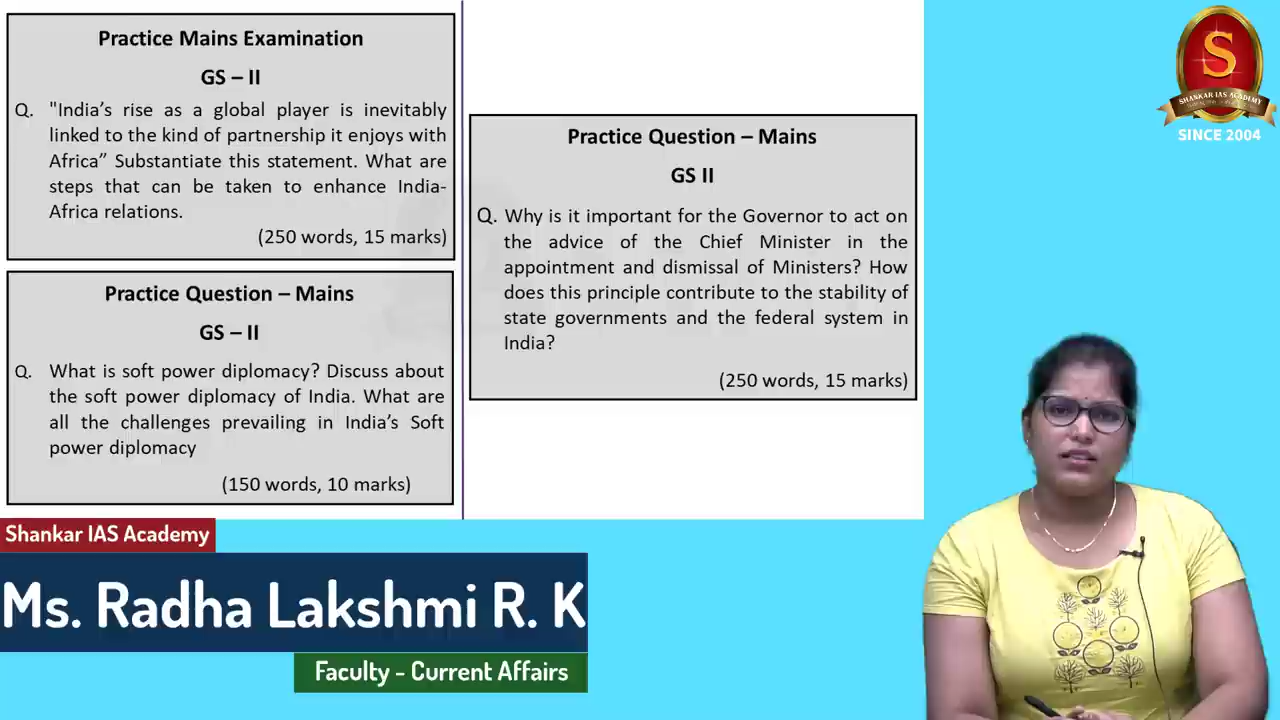 Practice Mains Examination
GS – II
Q. "India’s rise as a global player is inevitably
linked to the kind of partnership it enjoys with
Africa” Substantiate this statement. What are
steps that can be taken to enhance India-
Africa relations.
(250 words, 15 marks)
Practice Question – Mains
GS – II
Q. What is soft power diplomacy? Discuss about
the soft power diplomacy of India. What are
all the challenges prevailing in India’s Soft
power diplomacy
(150 words, 10 marks)
Practice Question – Mains
GS II
Q. Why is it important for the Governor to act on
the advice of the Chief Minister in the
appointment and dismissal of Ministers? How
does this principle contribute to the stability of
state governments and the federal system in
India?
(250 words, 15 marks)
S
SHANKAR IAS ACADEMY
SINCE 2004
Shankar IAS Academy
Ms. Radha Lakshmi R. K
Faculty - Current Affairs